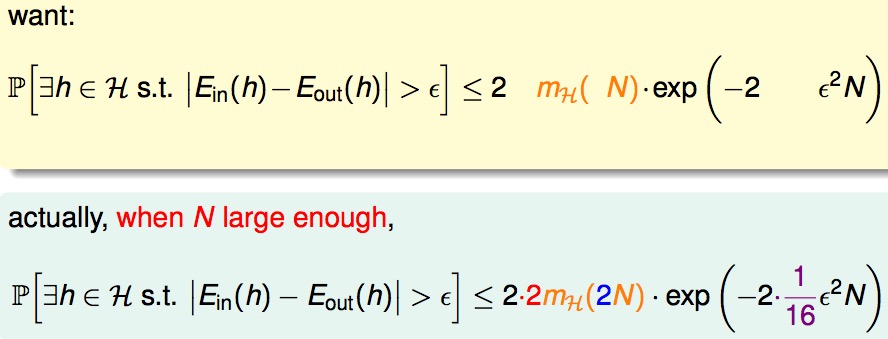 want:
ℙ[∃h ∈ ℋ s.t. |E_in(h) − E_out(h)| > ϵ] ≤ 2 m_ℋ( N) · exp(−2 ϵ²N)
actually, when N large enough,
ℙ[∃h ∈ ℋ s.t. |E_in(h) − E_out(h)| > ϵ] ≤ 2·2m_ℋ(2N) · exp(−2·1/16 ϵ²N)